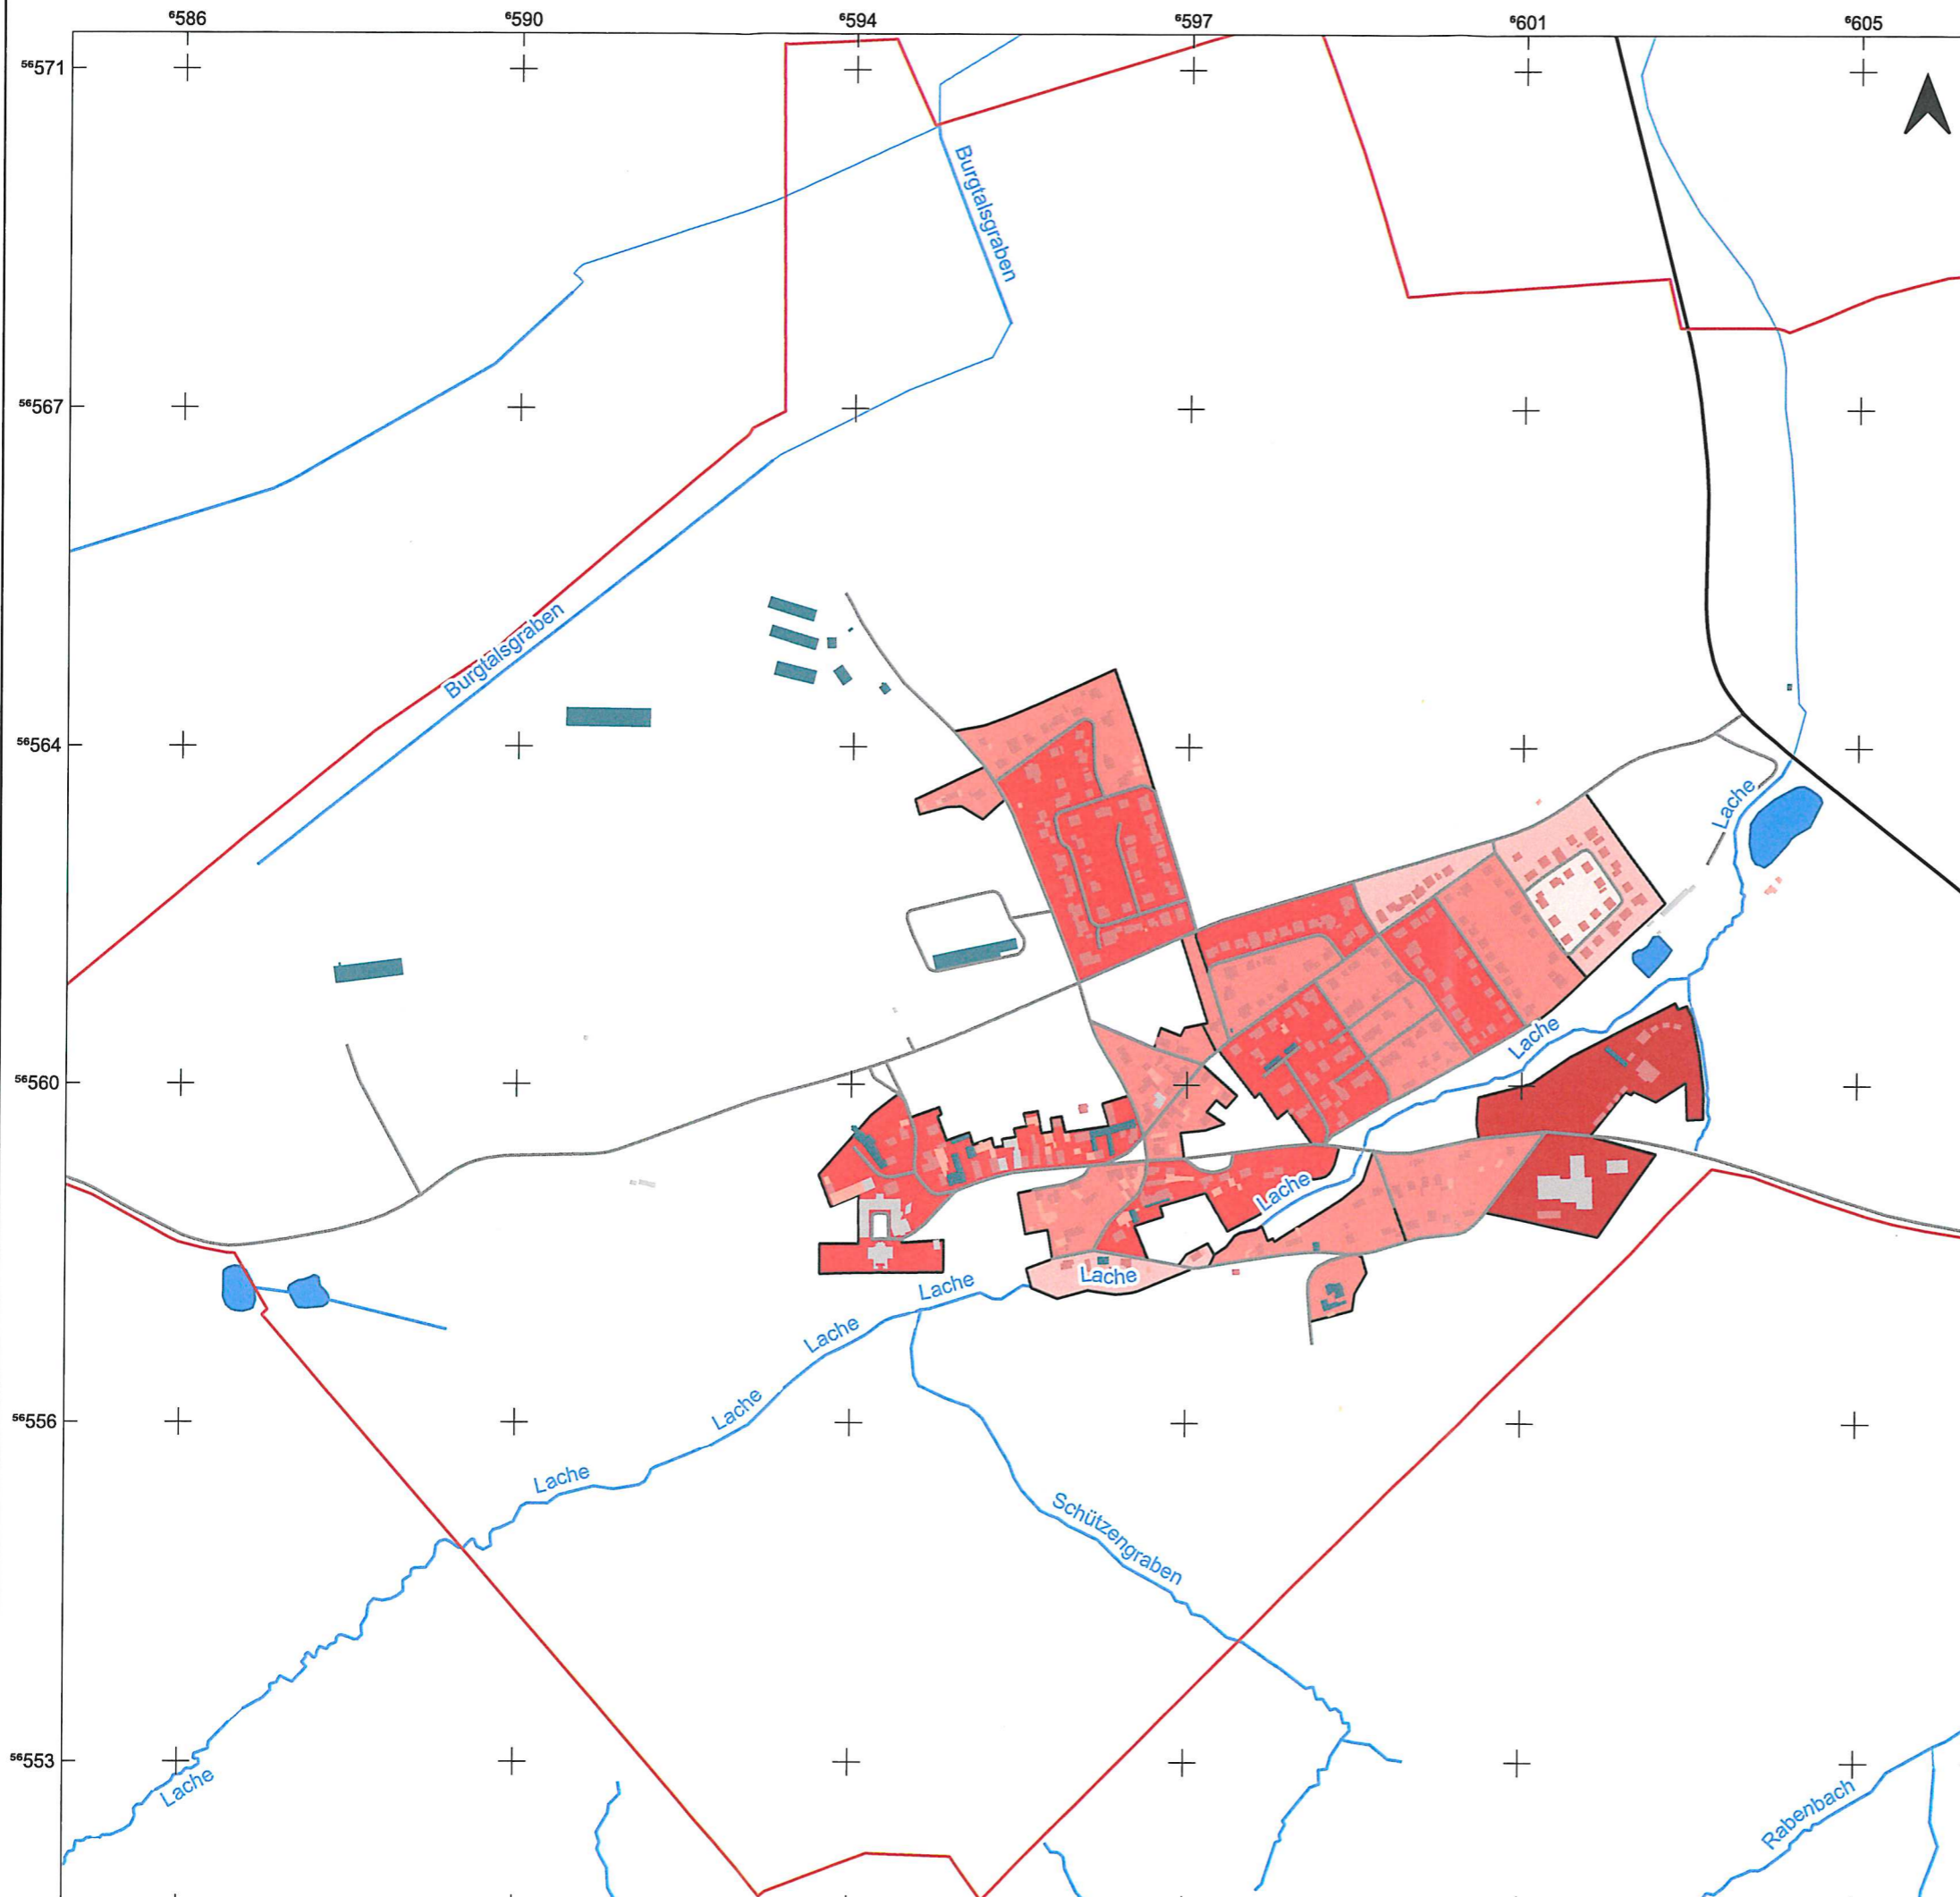 6586 6590 6594 6597 6601 6605
56571
Burgtalsgraben
56567
Burgtalsgraben
56564
Lache
Lache
56560
Lache
Lache
Lache
Lache
56556
Lache
Lache
Schützengraben
56553
Lache
Rabenbach